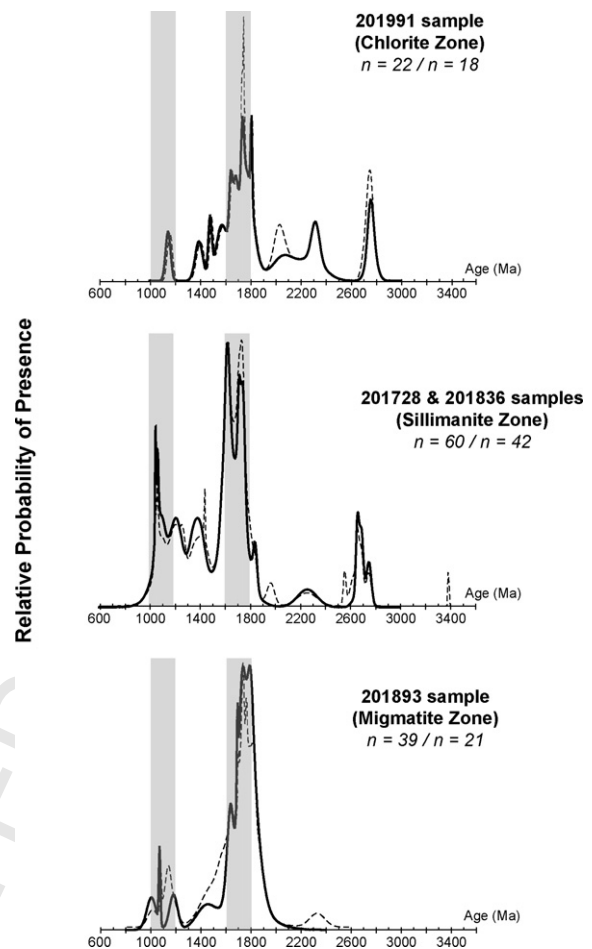 201991 sample
(Chlorite Zone)
n = 22 / n = 18
Age (Ma)
600 1000 1400 1800 2200 2600 3000 3400
Relative Probability of Presence
201728 & 201836 samples
(Sillimanite Zone)
n = 60 / n = 42
Age (Ma)
600 1000 1400 1800 2200 2600 3000 3400
201893 sample
(Migmatite Zone)
n = 39 / n = 21
Age (Ma)
600 1000 1400 1800 2200 2600 3000 3400